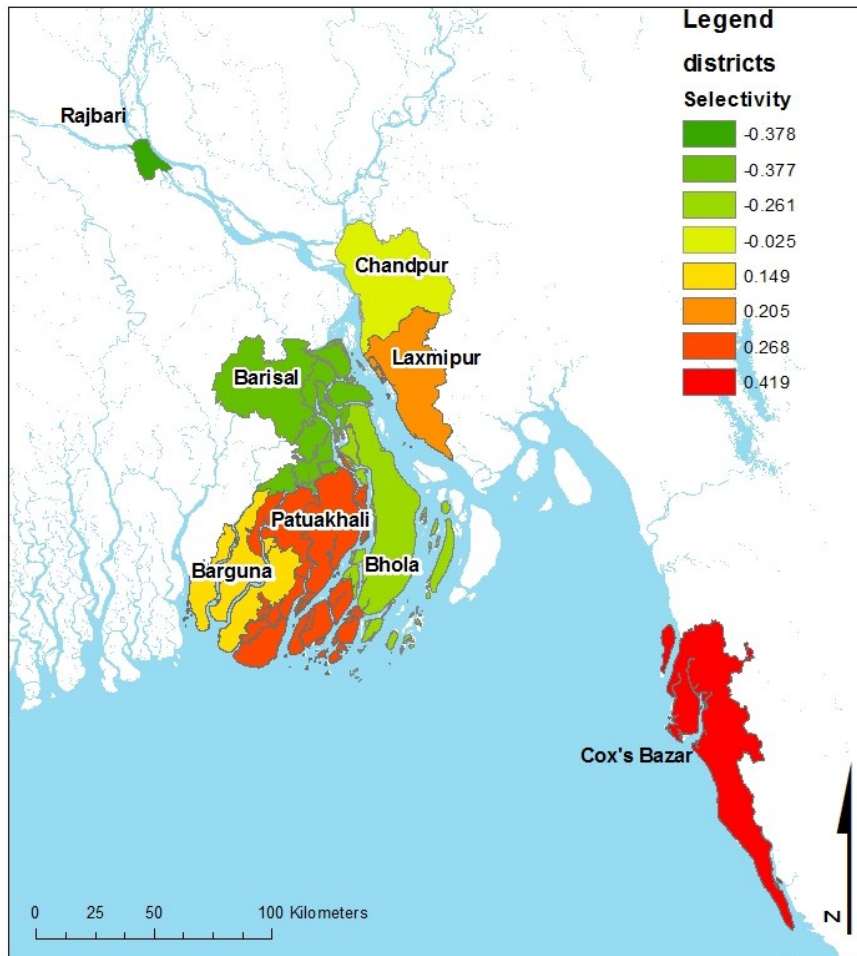 Legend
districts
Selectivity
-0.378
-0.377
-0.261
-0.025
0.149
0.205
0.268
0.419
Rajbari
Chandpur
Laxmipur
Barisal
Patuakhali
Barguna
Bhola
Cox's Bazar
0 25 50 100 Kilometers
N